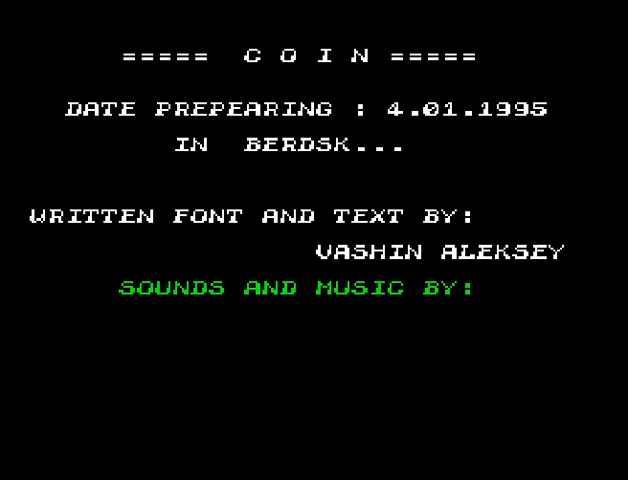 ===== C O I N =====
DATE PREPEARING : 4.01.1995
IN BERDSK...
WRITTEN FONT AND TEXT BY:
VASHIN ALEKSEY
SOUNDS AND MUSIC BY: